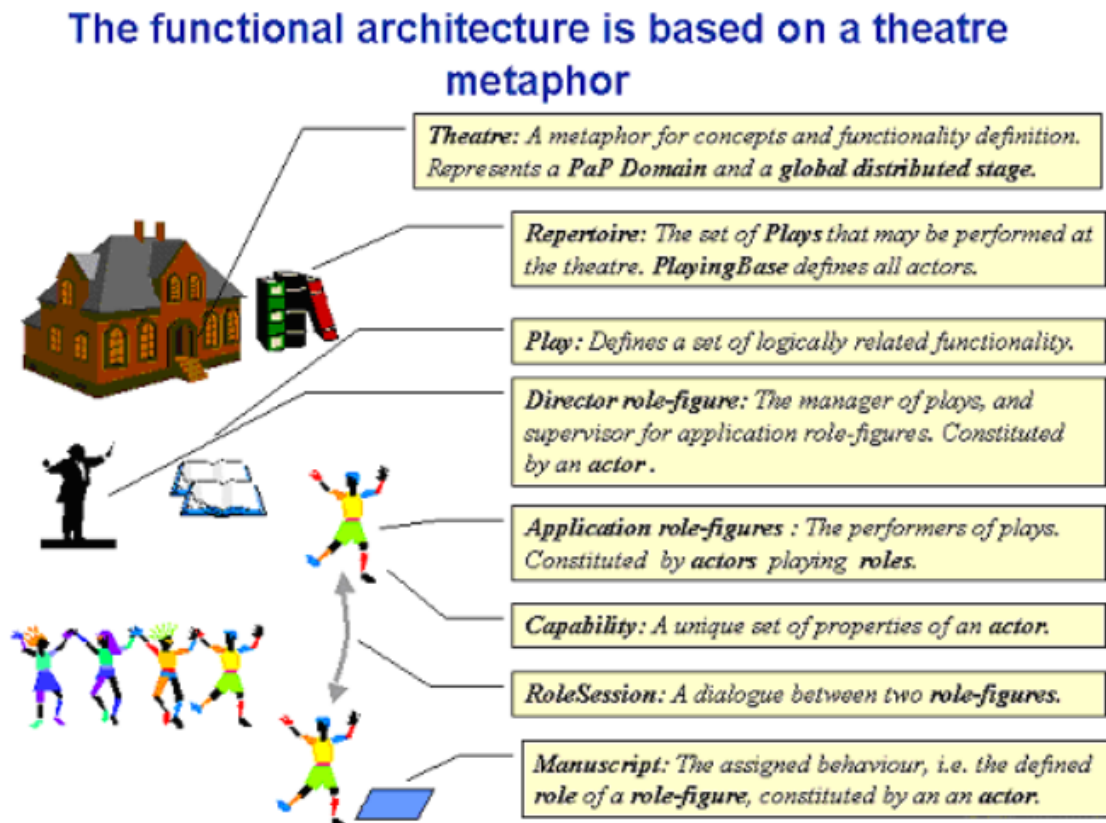 The functional architecture is based on a theatre
metaphor
Theatre: A metaphor for concepts and functionality definition.
Represents a PaP Domain and a global distributed stage.
Repertoire: The set of Plays that may be performed at
the theatre. PlayingBase defines all actors.
Play: Defines a set of logically related functionality.
Director role-figure: The manager of plays, and
supervisor for application role-figures. Constituted
by an actor .
Application role-figures : The performers of plays.
Constituted by actors playing roles.
Capability: A unique set of properties of an actor.
RoleSession: A dialogue between two role-figures.
Manuscript: The assigned behaviour, i.e. the defined
role of a role-figure, constituted by an an actor.